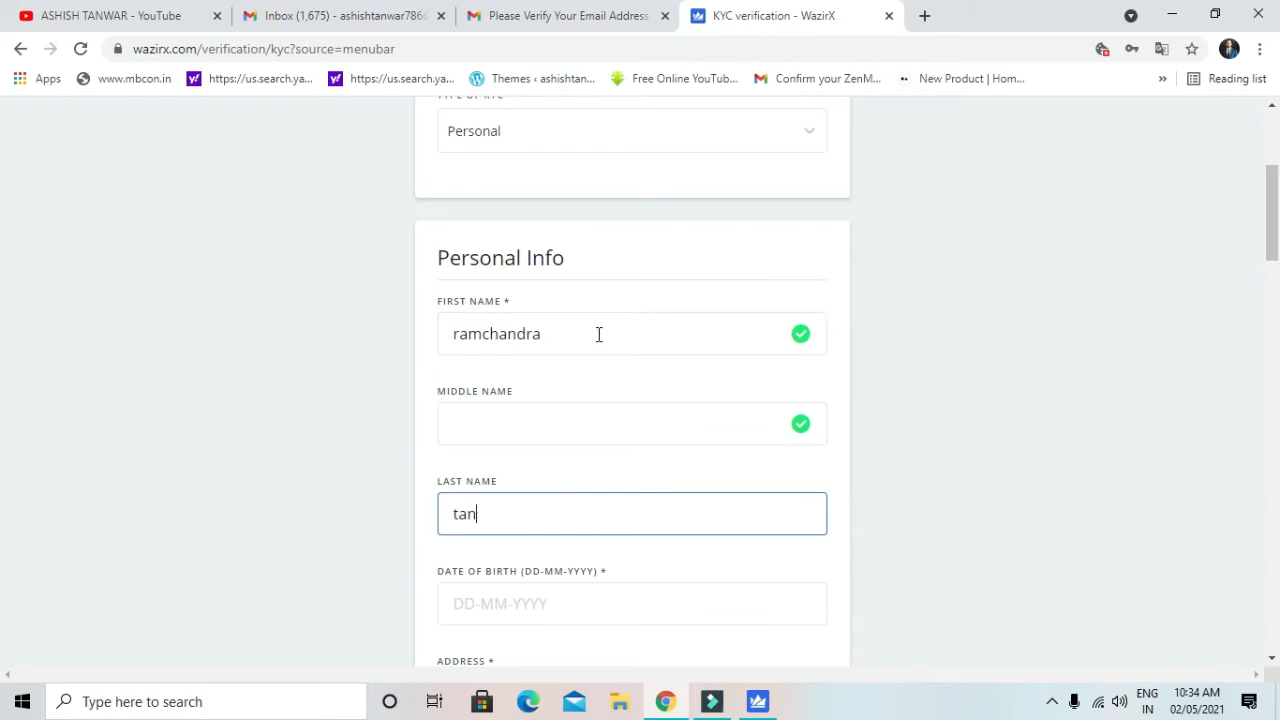 ASHISH TANWAR - YouTube
Inbox (1,675) - ashishtanwar786
Please Verify Your Email Address
KYC verification - WazirX
wazirx.com/verification/kyc?source=menubar
Apps
www.mbcon.in
https://us.search.ya...
https://us.search.ya...
Themes ‹ ashishtan...
Free Online YouTub...
Confirm your ZenM...
New Product | Hom...
»
Reading list
Personal
Personal Info
FIRST NAME *
ramchandra
MIDDLE NAME
LAST NAME
tan
DATE OF BIRTH (DD-MM-YYYY) *
DD-MM-YYYY
ADDRESS *
Type here to search
ENG
IN
10:34 AM
02/05/2021